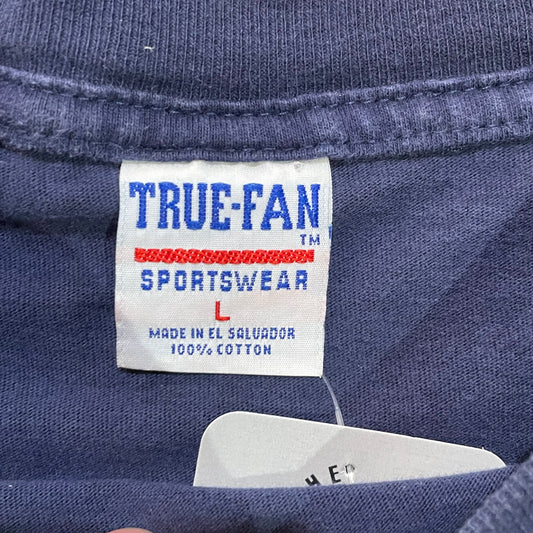 TRUE-FAN
TM
SPORTSWEAR
L
MADE IN EL SALVADOR
100% COTTON